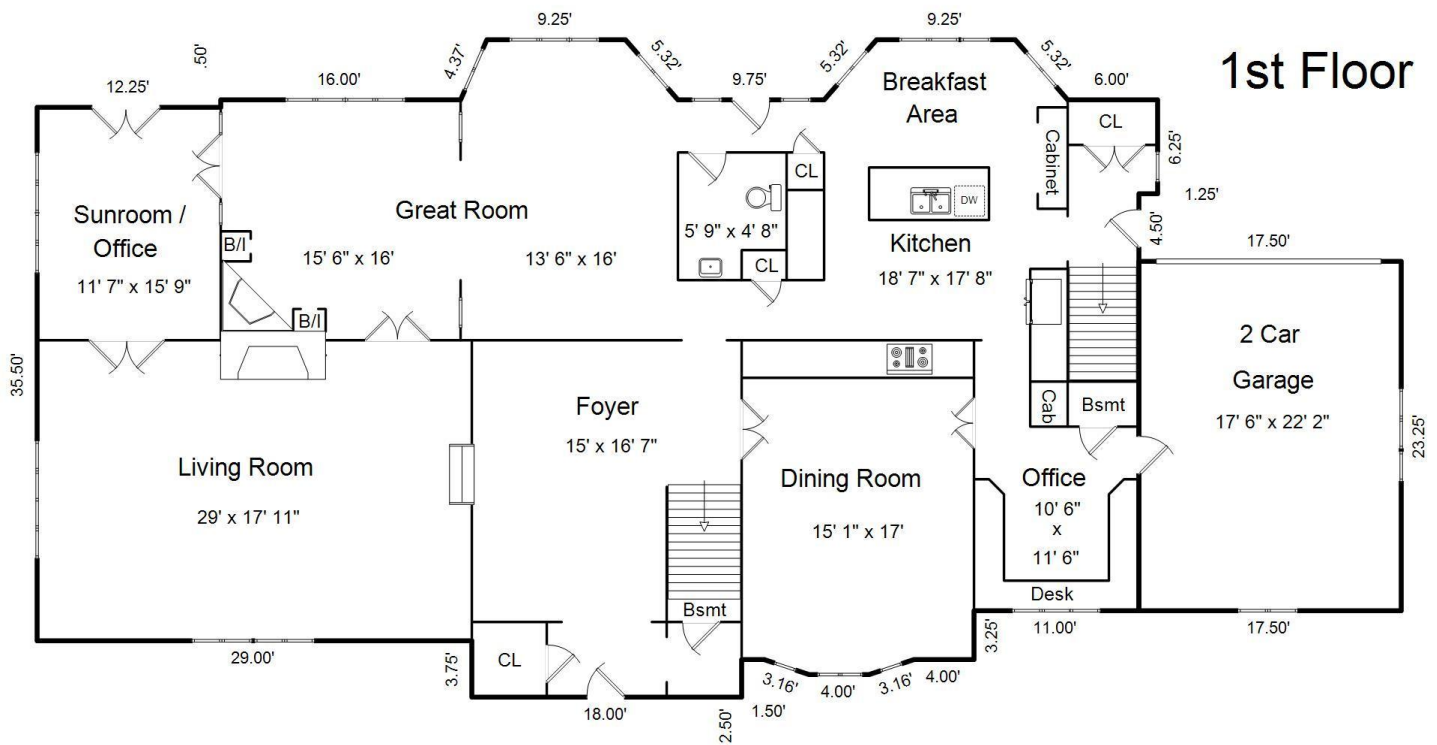 9.25'
9.25'
1st Floor
.50'
4.37'
5.32'
5.32'
5.32'
12.25'
16.00'
9.75'
6.00'
Breakfast
Area
CL
Cabinet
6.25'
CL
DW
1.25'
Sunroom /
Office
11' 7" x 15' 9"
Great Room
15' 6" x 16'
13' 6" x 16'
B/I
B/I
5' 9" x 4' 8"
CL
Kitchen
18' 7" x 17' 8"
4.50'
17.50'
2 Car
Garage
17' 6" x 22' 2"
35.50'
Foyer
15' x 16' 7"
Cab
Bsmt
23.25'
Living Room
29' x 17' 11"
Dining Room
15' 1" x 17'
Office
10' 6"
x
11' 6"
Desk
Bsmt
11.00'
17.50'
29.00'
3.75'
CL
18.00'
2.50'
1.50'
3.16'
4.00'
3.16'
4.00'
3.25'